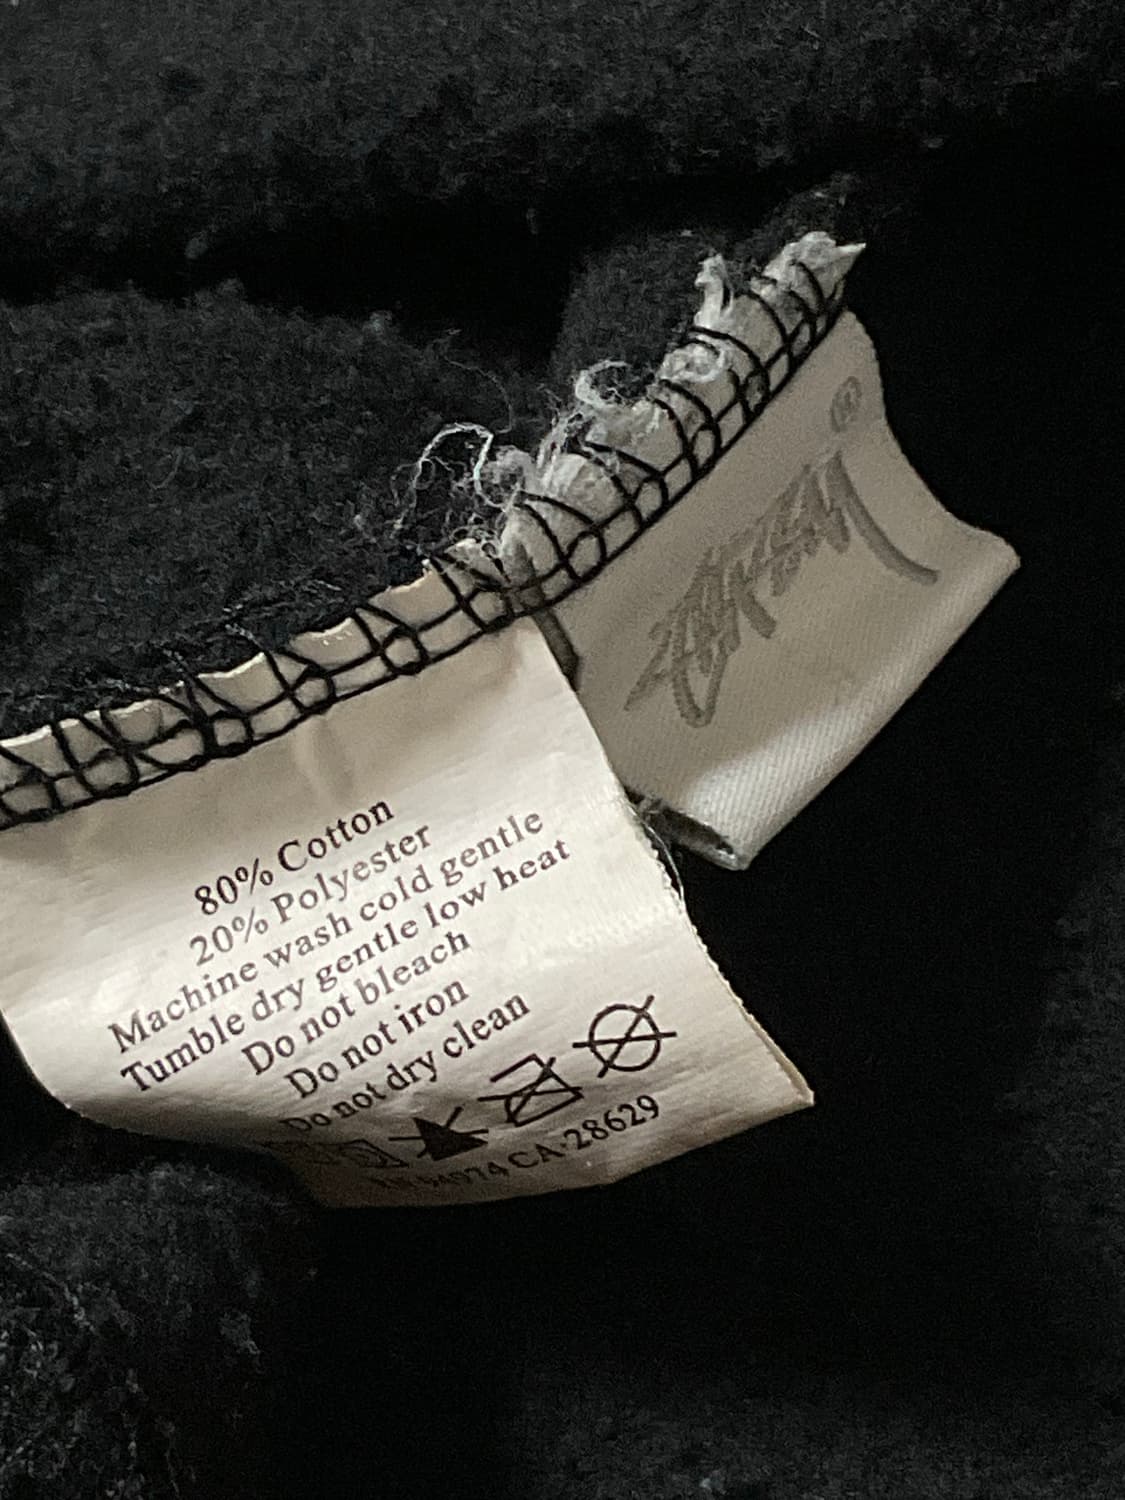 80% Cotton
20% Polyester
Machine wash cold gentle
Tumble dry gentle low heat
Do not bleach
Do not iron
Do not dry clean
CA-28629
®